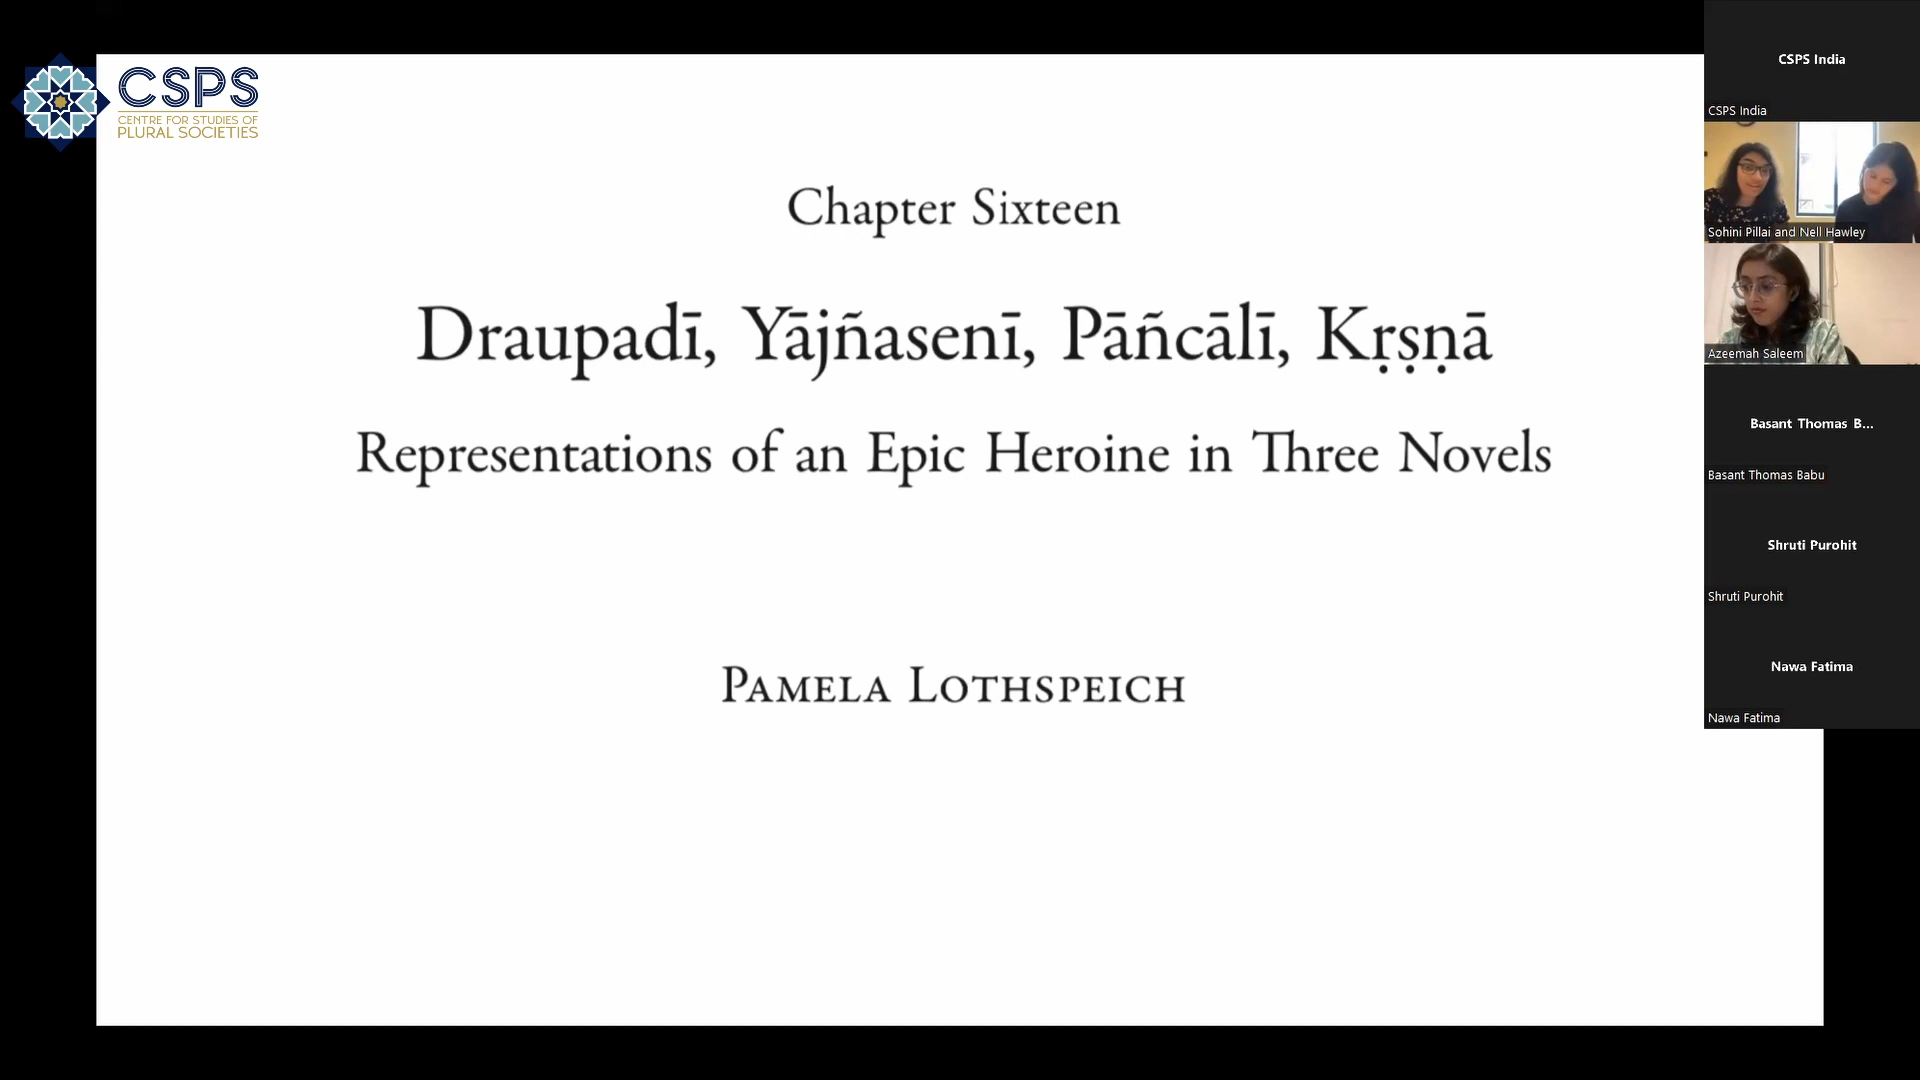 CSPS
CENTRE FOR STUDIES OF
PLURAL SOCIETIES
Chapter Sixteen
Draupadī, Yājñasenī, Pāñcālī, Kṛṣṇā
Representations of an Epic Heroine in Three Novels
PAMELA LOTHSPEICH
CSPS India
CSPS India
Sohini Pillai and Nell Hawley
Azeemah Saleem
Basant Thomas B...
Basant Thomas Babu
Shruti Purohit
Shruti Purohit
Nawa Fatima
Nawa Fatima